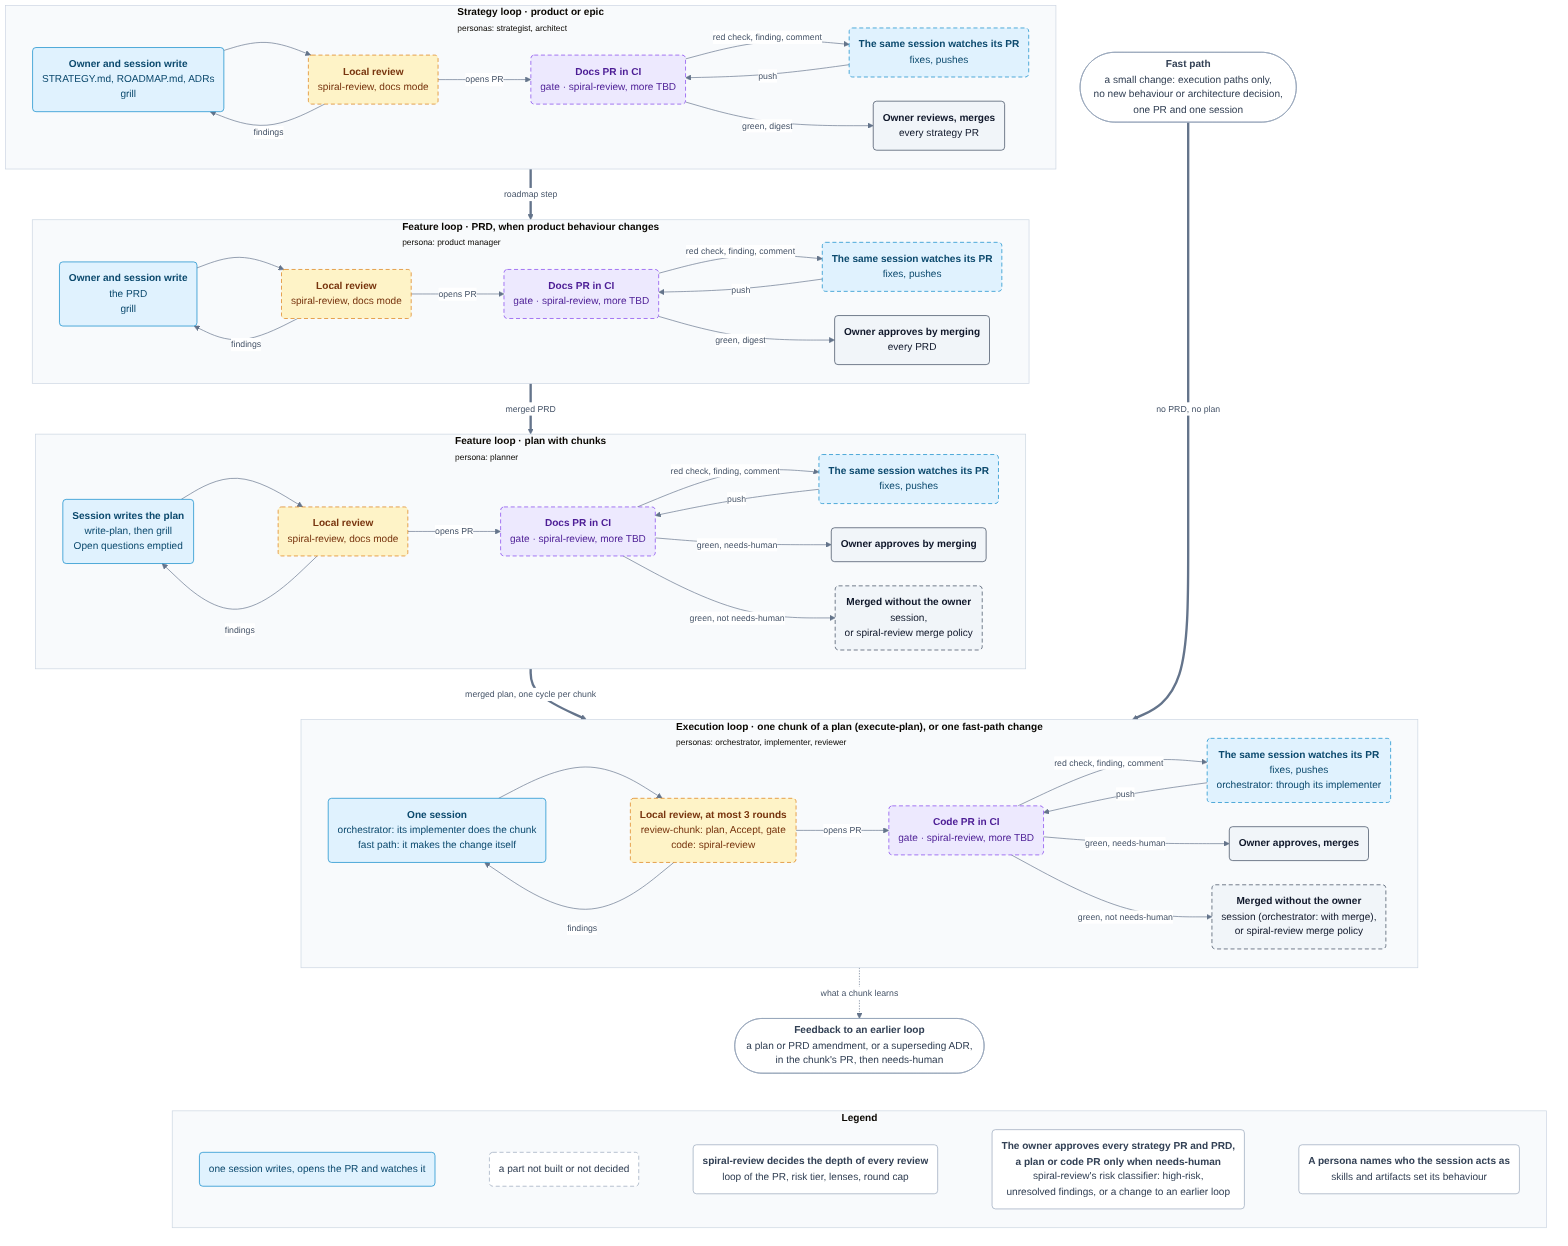 Strategy loop · product or epic
personas: strategist, architect
Owner and session write
STRATEGY.md, ROADMAP.md, ADRs
grill
Local review
spiral-review, docs mode
findings
opens PR
Docs PR in CI
gate · spiral-review, more TBD
red check, finding, comment
push
green, digest
The same session watches its PR
fixes, pushes
Owner reviews, merges
every strategy PR
Fast path
a small change: execution paths only,
no new behaviour or architecture decision,
one PR and one session
roadmap step
Feature loop · PRD, when product behaviour changes
persona: product manager
Owner and session write
the PRD
grill
Local review
spiral-review, docs mode
findings
opens PR
Docs PR in CI
gate · spiral-review, more TBD
red check, finding, comment
push
green, digest
The same session watches its PR
fixes, pushes
Owner approves by merging
every PRD
merged PRD
no PRD, no plan
Feature loop · plan with chunks
persona: planner
Session writes the plan
write-plan, then grill
Open questions emptied
Local review
spiral-review, docs mode
findings
opens PR
Docs PR in CI
gate · spiral-review, more TBD
red check, finding, comment
push
green, needs-human
green, not needs-human
The same session watches its PR
fixes, pushes
Owner approves by merging
Merged without the owner
session,
or spiral-review merge policy
merged plan, one cycle per chunk
Execution loop · one chunk of a plan (execute-plan), or one fast-path change
personas: orchestrator, implementer, reviewer
One session
orchestrator: its implementer does the chunk
fast path: it makes the change itself
Local review, at most 3 rounds
review-chunk: plan, Accept, gate
code: spiral-review
findings
opens PR
Code PR in CI
gate · spiral-review, more TBD
red check, finding, comment
push
green, needs-human
green, not needs-human
The same session watches its PR
fixes, pushes
orchestrator: through its implementer
Owner approves, merges
Merged without the owner
session (orchestrator: with merge),
or spiral-review merge policy
what a chunk learns
Feedback to an earlier loop
a plan or PRD amendment, or a superseding ADR,
in the chunk's PR, then needs-human
Legend
one session writes, opens the PR and watches it
a part not built or not decided
spiral-review decides the depth of every review
loop of the PR, risk tier, lenses, round cap
The owner approves every strategy PR and PRD,
a plan or code PR only when needs-human
spiral-review's risk classifier: high-risk,
unresolved findings, or a change to an earlier loop
A persona names who the session acts as
skills and artifacts set its behaviour